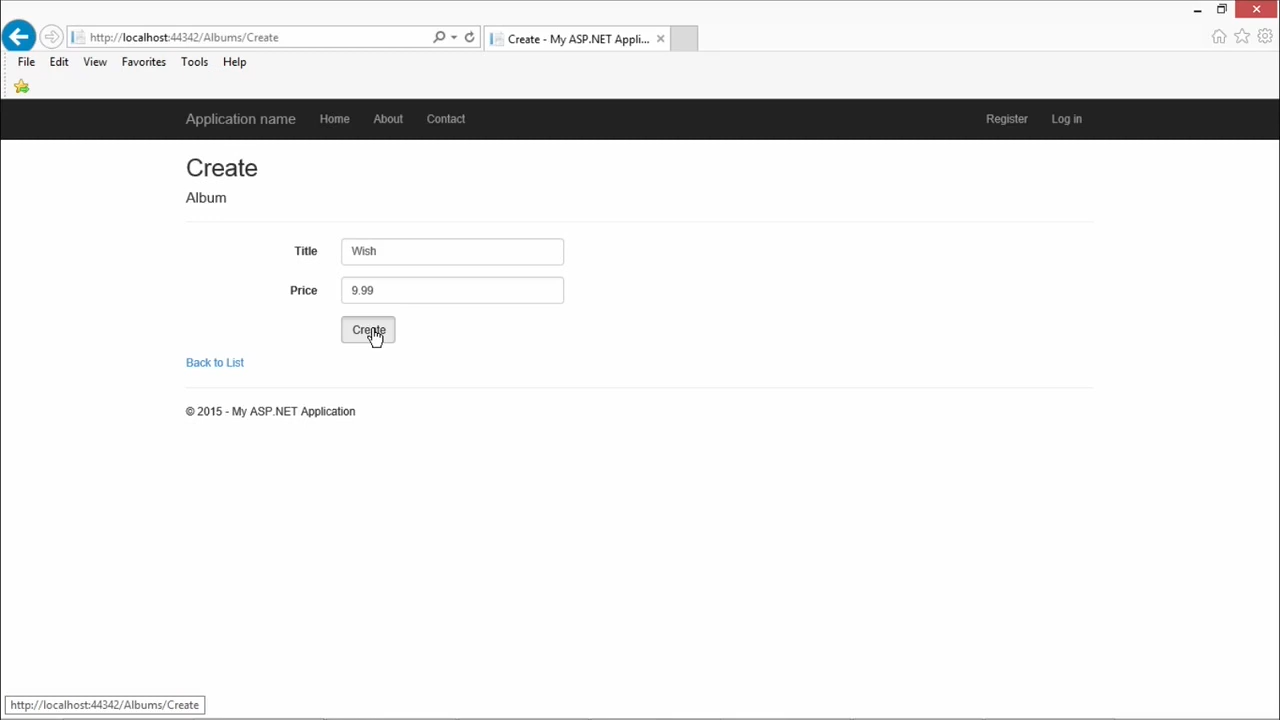 http://localhost:44342/Albums/Create
Create - My ASP.NET Appli...
File Edit View Favorites Tools Help
Application name Home About Contact Register Log in
Create
Album
Title Wish
Price 9.99
Create
Back to List
© 2015 - My ASP.NET Application
http://localhost:44342/Albums/Create